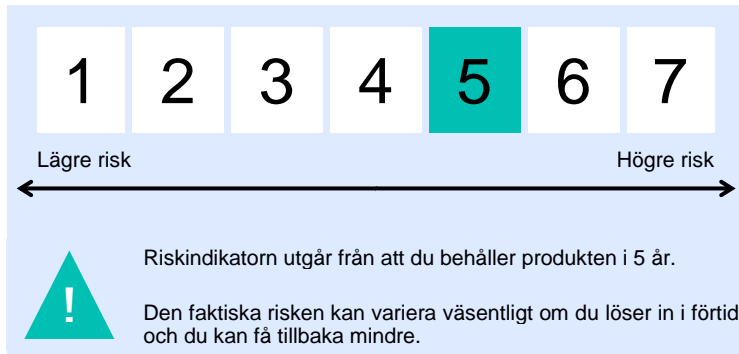 1 2 3 4 5 6 7
Lägre risk Högre risk
!
Riskindikatorn utgår från att du behåller produkten i 5 år.
Den faktiska risken kan variera väsentligt om du löser in i förtid
och du kan få tillbaka mindre.